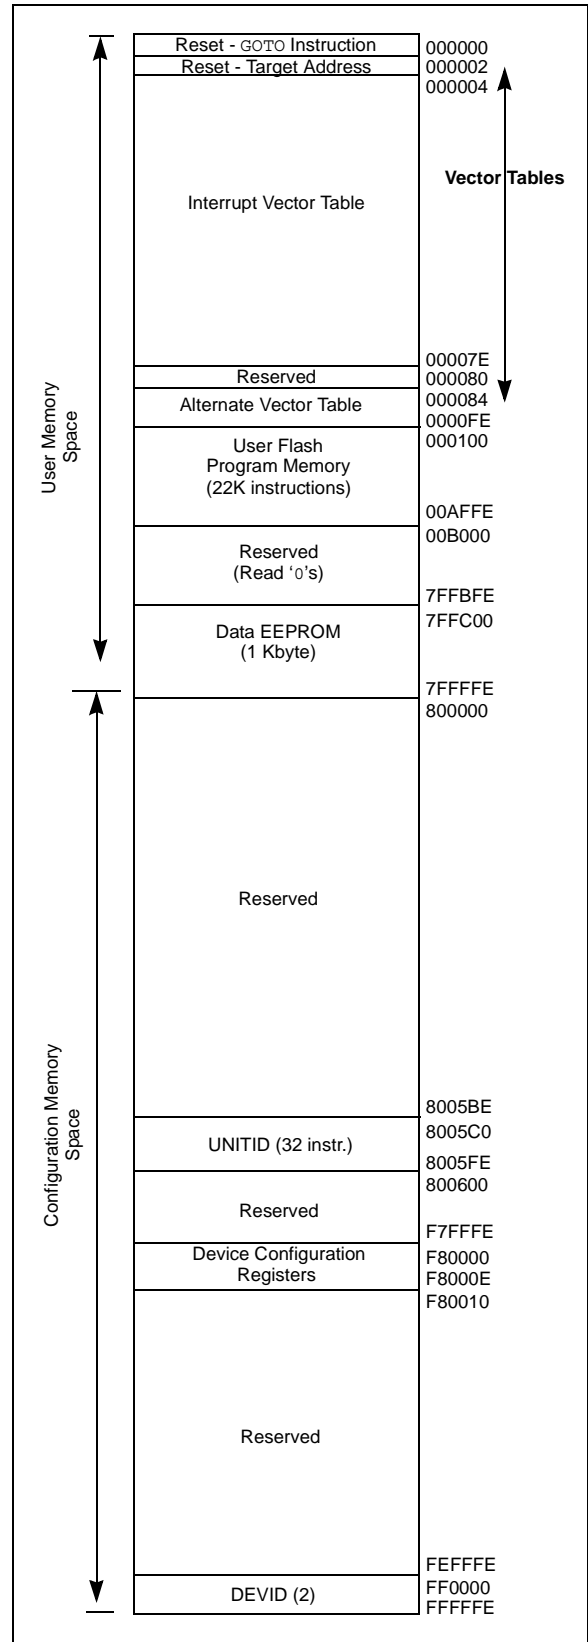 Reset - GOTO Instruction 000000
Reset - Target Address 000002
000004
Vector Tables
Interrupt Vector Table
00007E
Reserved 000080
Alternate Vector Table 000084
0000FE
User Flash
Program Memory
(22K instructions)
000100
00AFFE
00B000
Reserved
(Read ‘0’s)
7FFBFE
7FFC00
Data EEPROM
(1 Kbyte)
7FFFFE
800000
User Memory
Space
Reserved
8005BE
8005C0
UNITID (32 instr.)
8005FE
800600
Reserved
F7FFFE
Device Configuration
Registers
F80000
F8000E
F80010
Reserved
FEFFFE
DEVID (2) FF0000
FFFFFE
Configuration Memory
Space